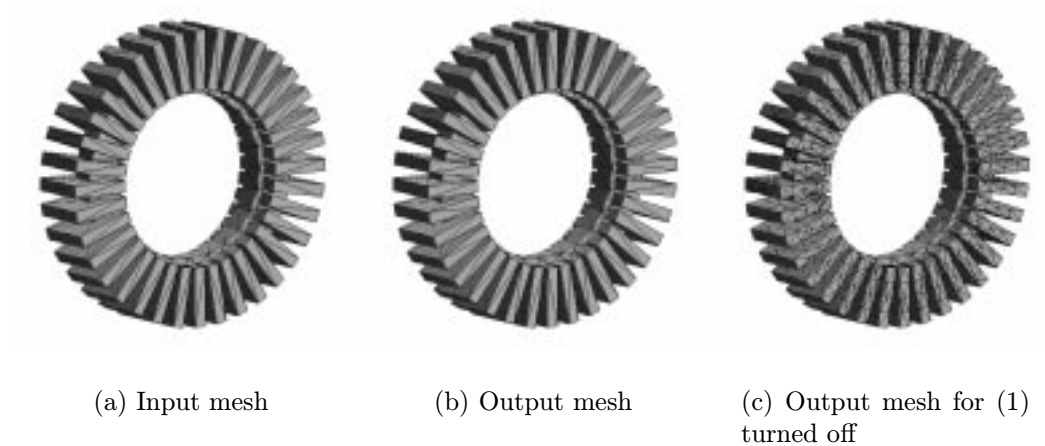 (a) Input mesh
(b) Output mesh
(c) Output mesh for (1)
turned off